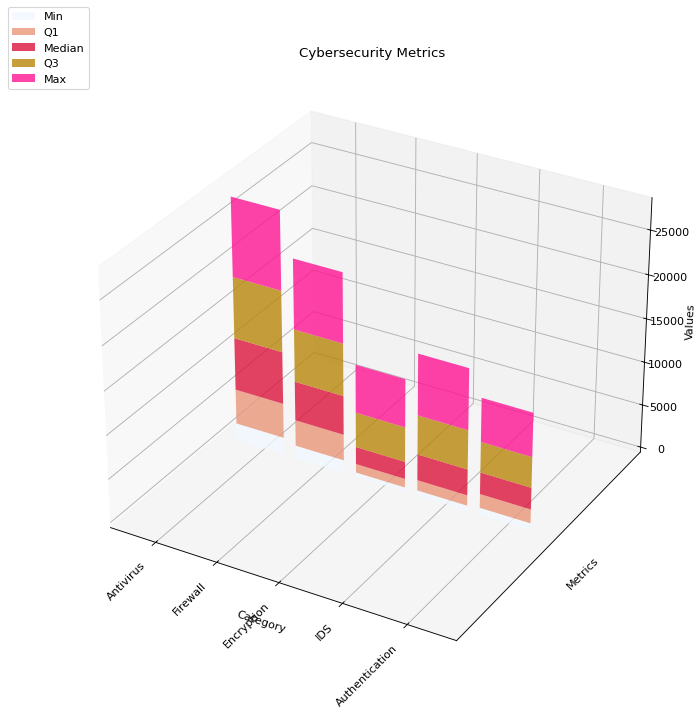 Min
Q1
Median
Q3
Max
Cybersecurity Metrics
25000
20000
15000
10000
5000
0
Values
Metrics
Antivirus
Firewall
Encryption
IDS
Authentication
Category